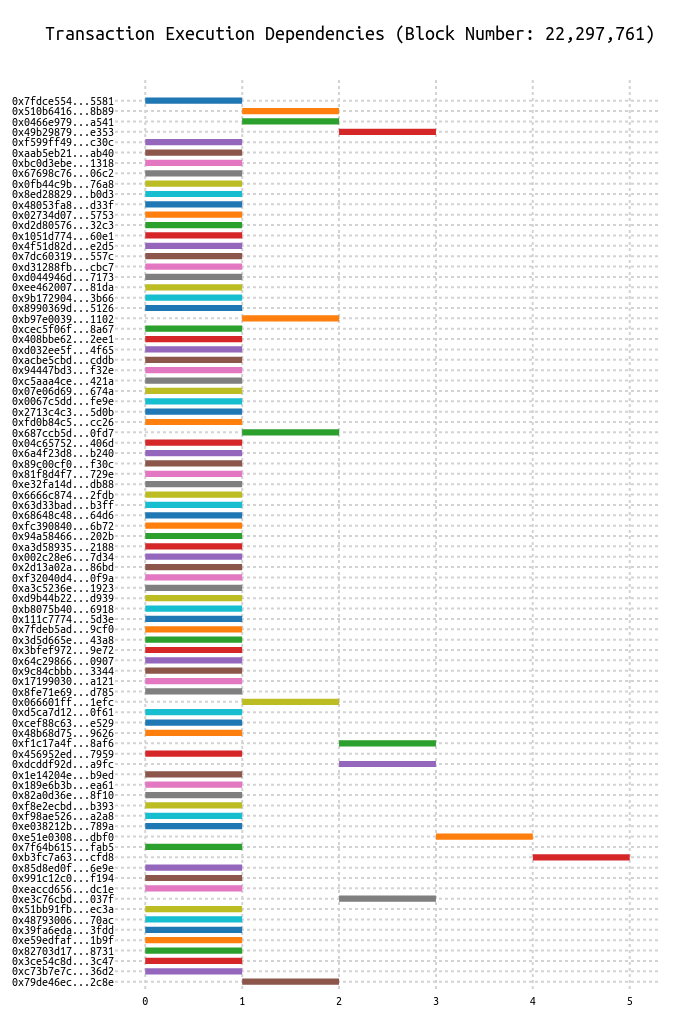 Transaction Execution Dependencies (Block Number: 22,297,761)
0x7fdce554...5581
0x510b6416...8b89
0x0466e979...a541
0x49b29879...e353
0xf599ff49...c30c
0xaab5eb21...ab40
0xbc0d3ebe...1318
0x67698c76...06c2
0x0fb44c9b...76a8
0x8ed28829...b0d3
0x48053fa8...d33f
0x02734d07...5753
0xd2d80576...32c3
0x1051d774...60e1
0x4f51d82d...e2d5
0x7dc60319...557c
0xd31288fb...cbc7
0xd044946d...7173
0xee462007...81da
0x9b172904...3b66
0x8990369d...5126
0xb97e0039...1102
0xcec5f06f...8a67
0x408bbe62...2ee1
0xd032ee5f...4f65
0xacbe5cbd...cddb
0x94447bd3...f32e
0xc5aaa4ce...421a
0x07e06d69...674a
0x0067c5dd...fe9e
0x2713c4c3...5d0b
0xfd0b84c5...cc26
0x687ccb5d...0fd7
0x04c65752...406d
0x6a4f23d8...b240
0x89c00cf0...f30c
0x81f8d4f7...729e
0xe32fa14d...db88
0x6666c874...2fdb
0x63d33bad...b3ff
0x68648c48...64d6
0xfc390840...6b72
0x94a58466...202b
0xa3d58935...2188
0x002c28e6...7d34
0x2d13a02a...86bd
0xf32040d4...0f9a
0xa3c5236e...1923
0xd9b44b22...d939
0xb8075b40...6918
0x111c7774...5d3e
0x7fdeb5ad...9cf0
0x3d5d665e...43a8
0x3bfef972...9e72
0x64c29866...0907
0x9c84cbbb...3344
0x17199030...a121
0x8fe71e69...d785
0x066601ff...1efc
0xd5ca7d12...0f61
0xcef88c63...e529
0x48b68d75...9626
0xf1c17a4f...8af6
0x456952ed...7959
0xdcddf92d...a9fc
0x1e14204e...b9ed
0x189e6b3b...ea61
0x82a0d36e...8f10
0xf8e2ecbd...b393
0xf98ae526...a2a8
0xe038212b...789a
0xe51e0308...dbf0
0x7f64b615...fab5
0xb3fc7a63...cfd8
0x85d8ed0f...6e9e
0x991c12c0...f194
0xeaccd656...dc1e
0xe3c76cbd...037f
0x51bb91fb...ec3a
0x48793006...70ac
0x39fa6eda...3fdd
0xe59edfaf...1b9f
0x82703d17...8731
0x3ce54c8d...3c47
0xc73b7e7c...36d2
0x79de46ec...2c8e
0 1 2 3 4 5